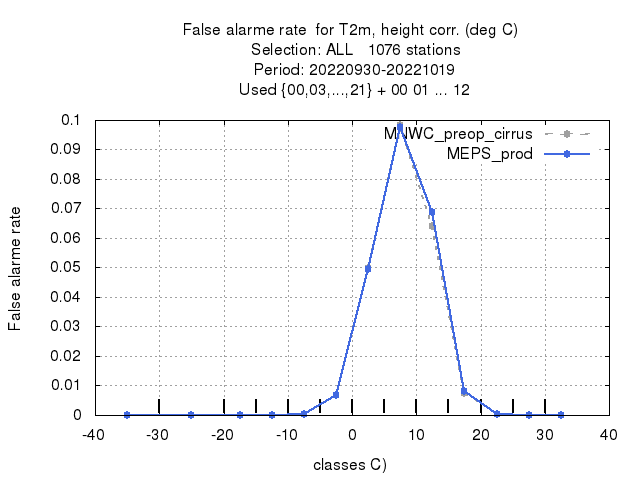 False alarme rate  for T2m, height corr. (deg C)
Selection: ALL   1076 stations
Period: 20220930-20221019
Used {00,03,...,21} + 00 01 ... 12
MNWC_preop_cirrus
MEPS_prod
False alarme rate
0.1
0.09
0.08
0.07
0.06
0.05
0.04
0.03
0.02
0.01
0
-40 -30 -20 -10 0 10 20 30 40
classes C)